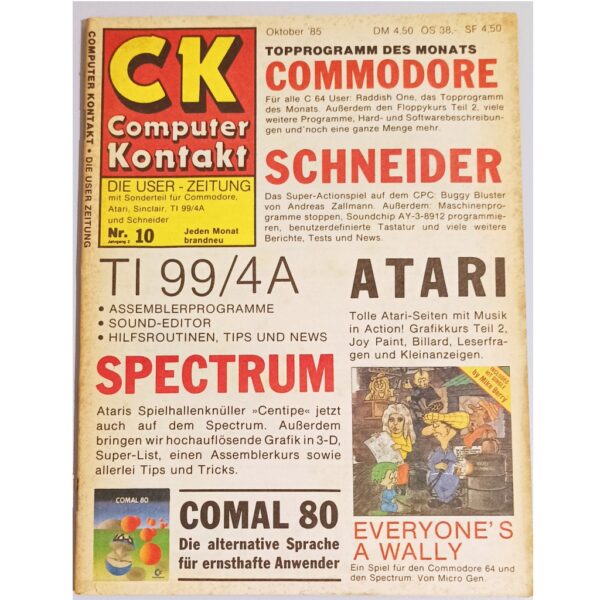 COMPUTER KONTAKT • DIE USER ZEITUNG
CK
Computer
Kontakt
DIE USER - ZEITUNG
mit Sonderteil für Commodore,
Atari, Sinclair, TI 99/4A
und Schneider
Nr. 10
Jahrgang 2
Jeden Monat
brandneu
Oktober '85
DM 4,50 ÖS 38,- SF 4,50
TOPPROGRAMM DES MONATS
COMMODORE
Für alle C 64 User: Raddish One, das Topprogramm
des Monats. Außerdem den Floppykurs Teil 2, viele
weitere Programme, Hard- und Softwarebeschreibun-
gen und noch eine ganze Menge mehr.
SCHNEIDER
Das Super-Actionspiel auf dem CPC: Buggy Bluster
von Andreas Zallmann. Außerdem: Maschinenpro-
gramme stoppen, Soundchip AY-3-8912 programmie-
ren, benutzerdefinierte Tastatur und viele weitere
Berichte, Tests und News.
TI 99/4A
• ASSEMBLERPROGRAMME
• SOUND-EDITOR
• HILFSROUTINEN, TIPS UND NEWS
ATARI
Tolle Atari-Seiten mit Musik
in Action! Grafikkurs Teil 2,
Joy Paint, Billard, Leserfra-
gen und Kleinanzeigen.
SPECTRUM
Ataris Spielhallenknüller »Centipe« jetzt
auch auf dem Spectrum. Außerdem
bringen wir hochauflösende Grafik in 3-D,
Super-List, einen Assemblerkurs sowie
allerlei Tips und Tricks.
by Mike Berry
COMAL 80
COMAL 80
Die alternative Sprache
für ernsthafte Anwender
EVERYONE'S
A WALLY
Ein Spiel für den Commodore 64 und
den Spectrum. Von Micro Gen.